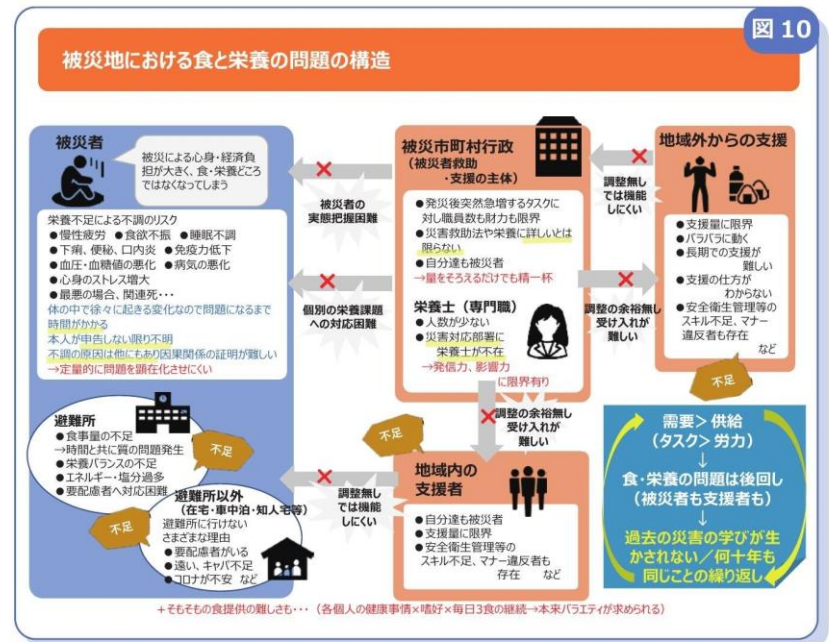 図 10
被災地における食と栄養の問題の構造
被災者
被災による心身・経済負
担が大きく、食・栄養どころ
ではなくなってしまう
栄養不足による不調のリスク
●慢性疲労 ●食欲不振 ●睡眠不調
●下痢、便秘、口内炎 ●免疫力低下
●血圧・血糖値の悪化 ●病気の悪化
●心身のストレス増大
●最悪の場合、関連死・・・
体の中で徐々に起きる変化なので問題になるまで
時間がかかる
本人が申告しない限り不明
不調の原因は他にもあり因果関係の証明が難しい
→定量的に問題を顕在化させにくい
避難所
●食事量の不足
→時間と共に質の問題発生
●栄養バランスの不足
●エネルギー・塩分過多
●要配慮者へ対応困難
不足
避難所以外
(在宅・車中泊・知人宅等)
避難所に行けない
さまざまな理由
●要配慮者がいる
●遠い、キャパ不足
●コロナが不安 など
不足
被災者の
実態把握困難
個別の栄養課題
への対応困難
調整無し
では機能
しにくい
被災市町村行政
(被災者救助
・支援の主体)
●発災後突然急増するタスクに
対し職員数も財力も限界
●災害救助法や栄養に詳しいとは
限らない
●自分達も被災者
→量をそろえるだけでも精一杯
栄養士(専門職)
●人数が少ない
●災害対応部署に
栄養士が不在
→発信力、影響力
に限界有り
調整の余裕無し
受け入れが
難しい
不足
地域内の
支援者
●自分達も被災者
●支援量に限界
●安全衛生管理等の
スキル不足、マナー違反者も
存在 など
調整無し
では機能
しにくい
調整の余裕無し
受け入れが
難しい
地域外からの支援
●支援量に限界
●バラバラに動く
●長期での支援が
難しい
●支援の仕方が
わからない
●安全衛生管理等の
スキル不足、マナー
違反者も存在
など
不足
需要>供給
(タスク>労力)
↓
食・栄養の問題は後回し
(被災者も支援者も)
↓
過去の災害の学びが生
かされない/何十年も
同じことの繰り返し
+そもそもの食提供の難しさも・・・(各個人の健康事情×嗜好×毎日3食の継続→本来バラエティが求められる)